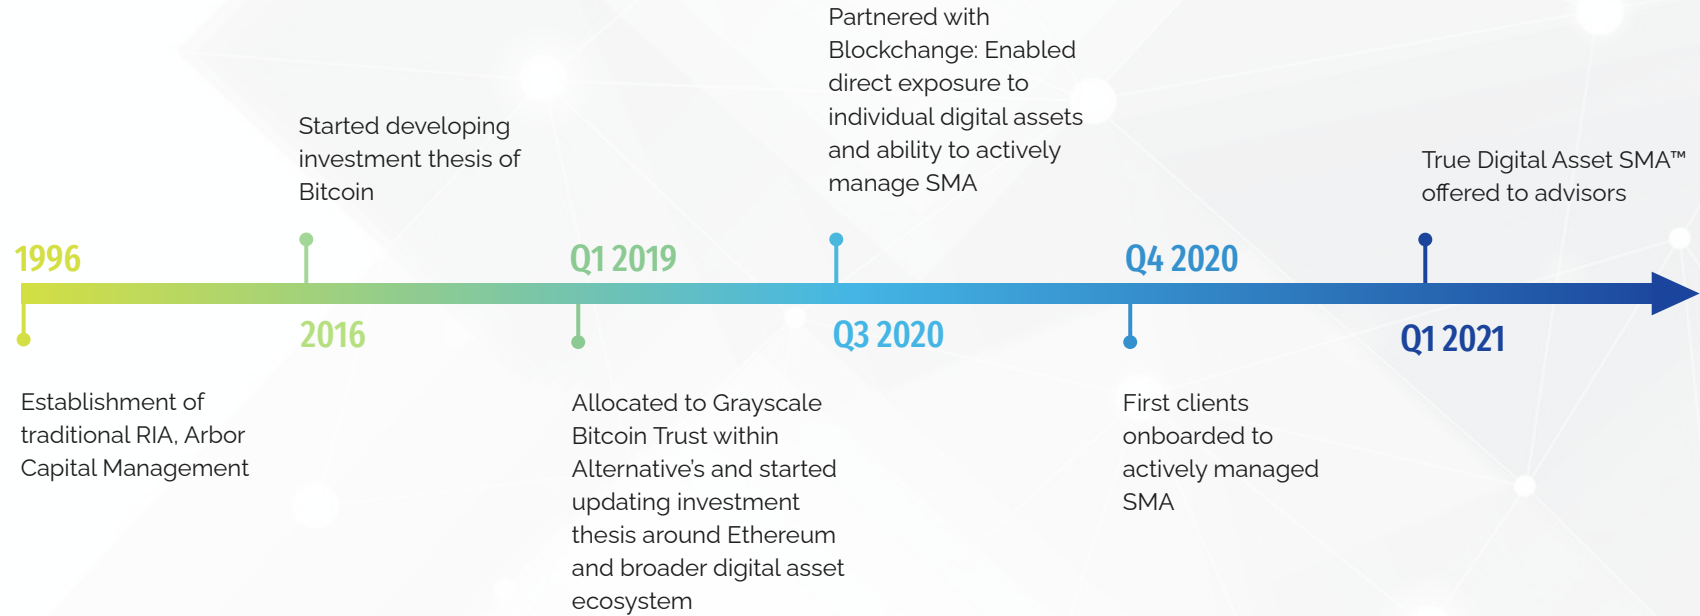 1996
Establishment of
traditional RIA, Arbor
Capital Management
Started developing
investment thesis of
Bitcoin
2016
Q1 2019
Allocated to Grayscale
Bitcoin Trust within
Alternative’s and started
updating investment
thesis around Ethereum
and broader digital asset
ecosystem
Partnered with
Blockchange: Enabled
direct exposure to
individual digital assets
and ability to actively
manage SMA
Q3 2020
Q4 2020
First clients
onboarded to
actively managed
SMA
True Digital Asset SMA™
offered to advisors
Q1 2021